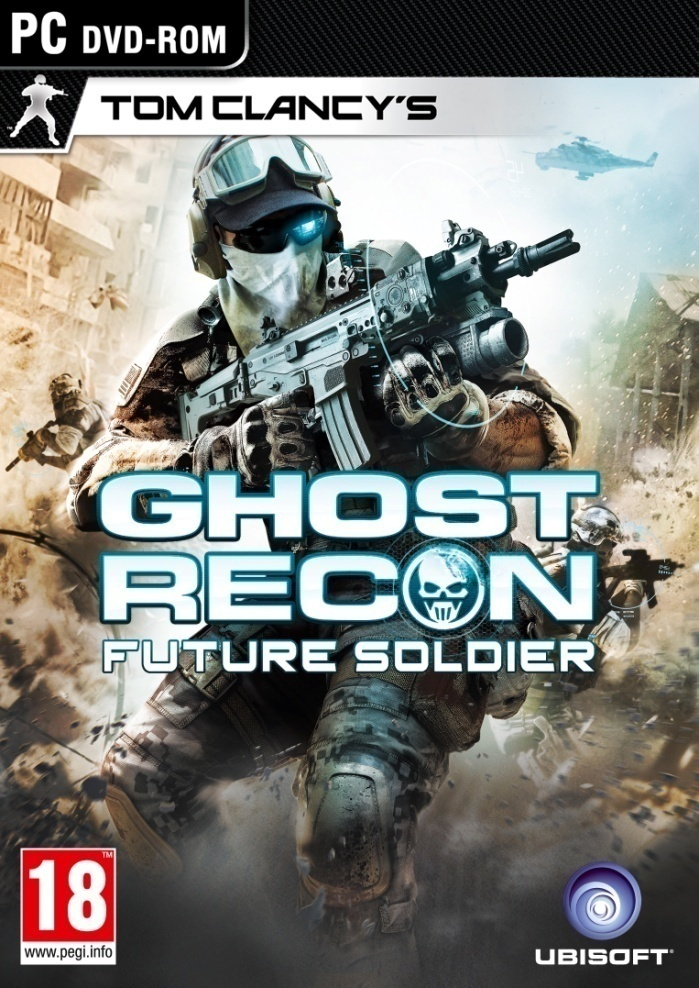 PC DVD-ROM
TOM CLANCY'S
GHOST
RECON
FUTURE SOLDIER
18
www.pegi.info
UBISOFT